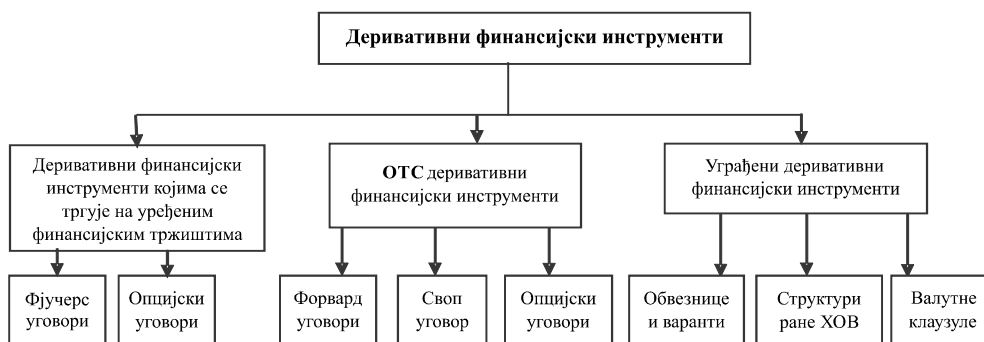 Деривативни финансијски инструменти
Деривативни финансијски
инструменти којима се
тргује на уређеним
финансијским тржиштима
ОТС деривативни
финансијски инструменти
Уграђени деривативни
финансијски инструменти
Фјучерс
уговори
Опцијски
уговори
Форвард
уговори
Своп
уговор
Опцијски
уговори
Обвезнице
и варанти
Структури
ране ХОВ
Валутне
клаузуле